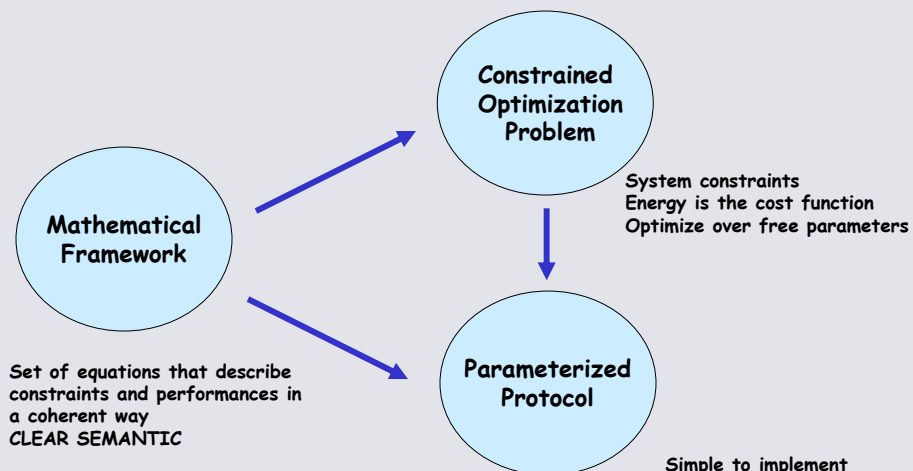 Constrained
Optimization
Problem
System constraints
Energy is the cost function
Optimize over free parameters
Mathematical
Framework
Set of equations that describe
constraints and performances in
a coherent way
CLEAR SEMANTIC
Parameterized
Protocol
Simple to implement